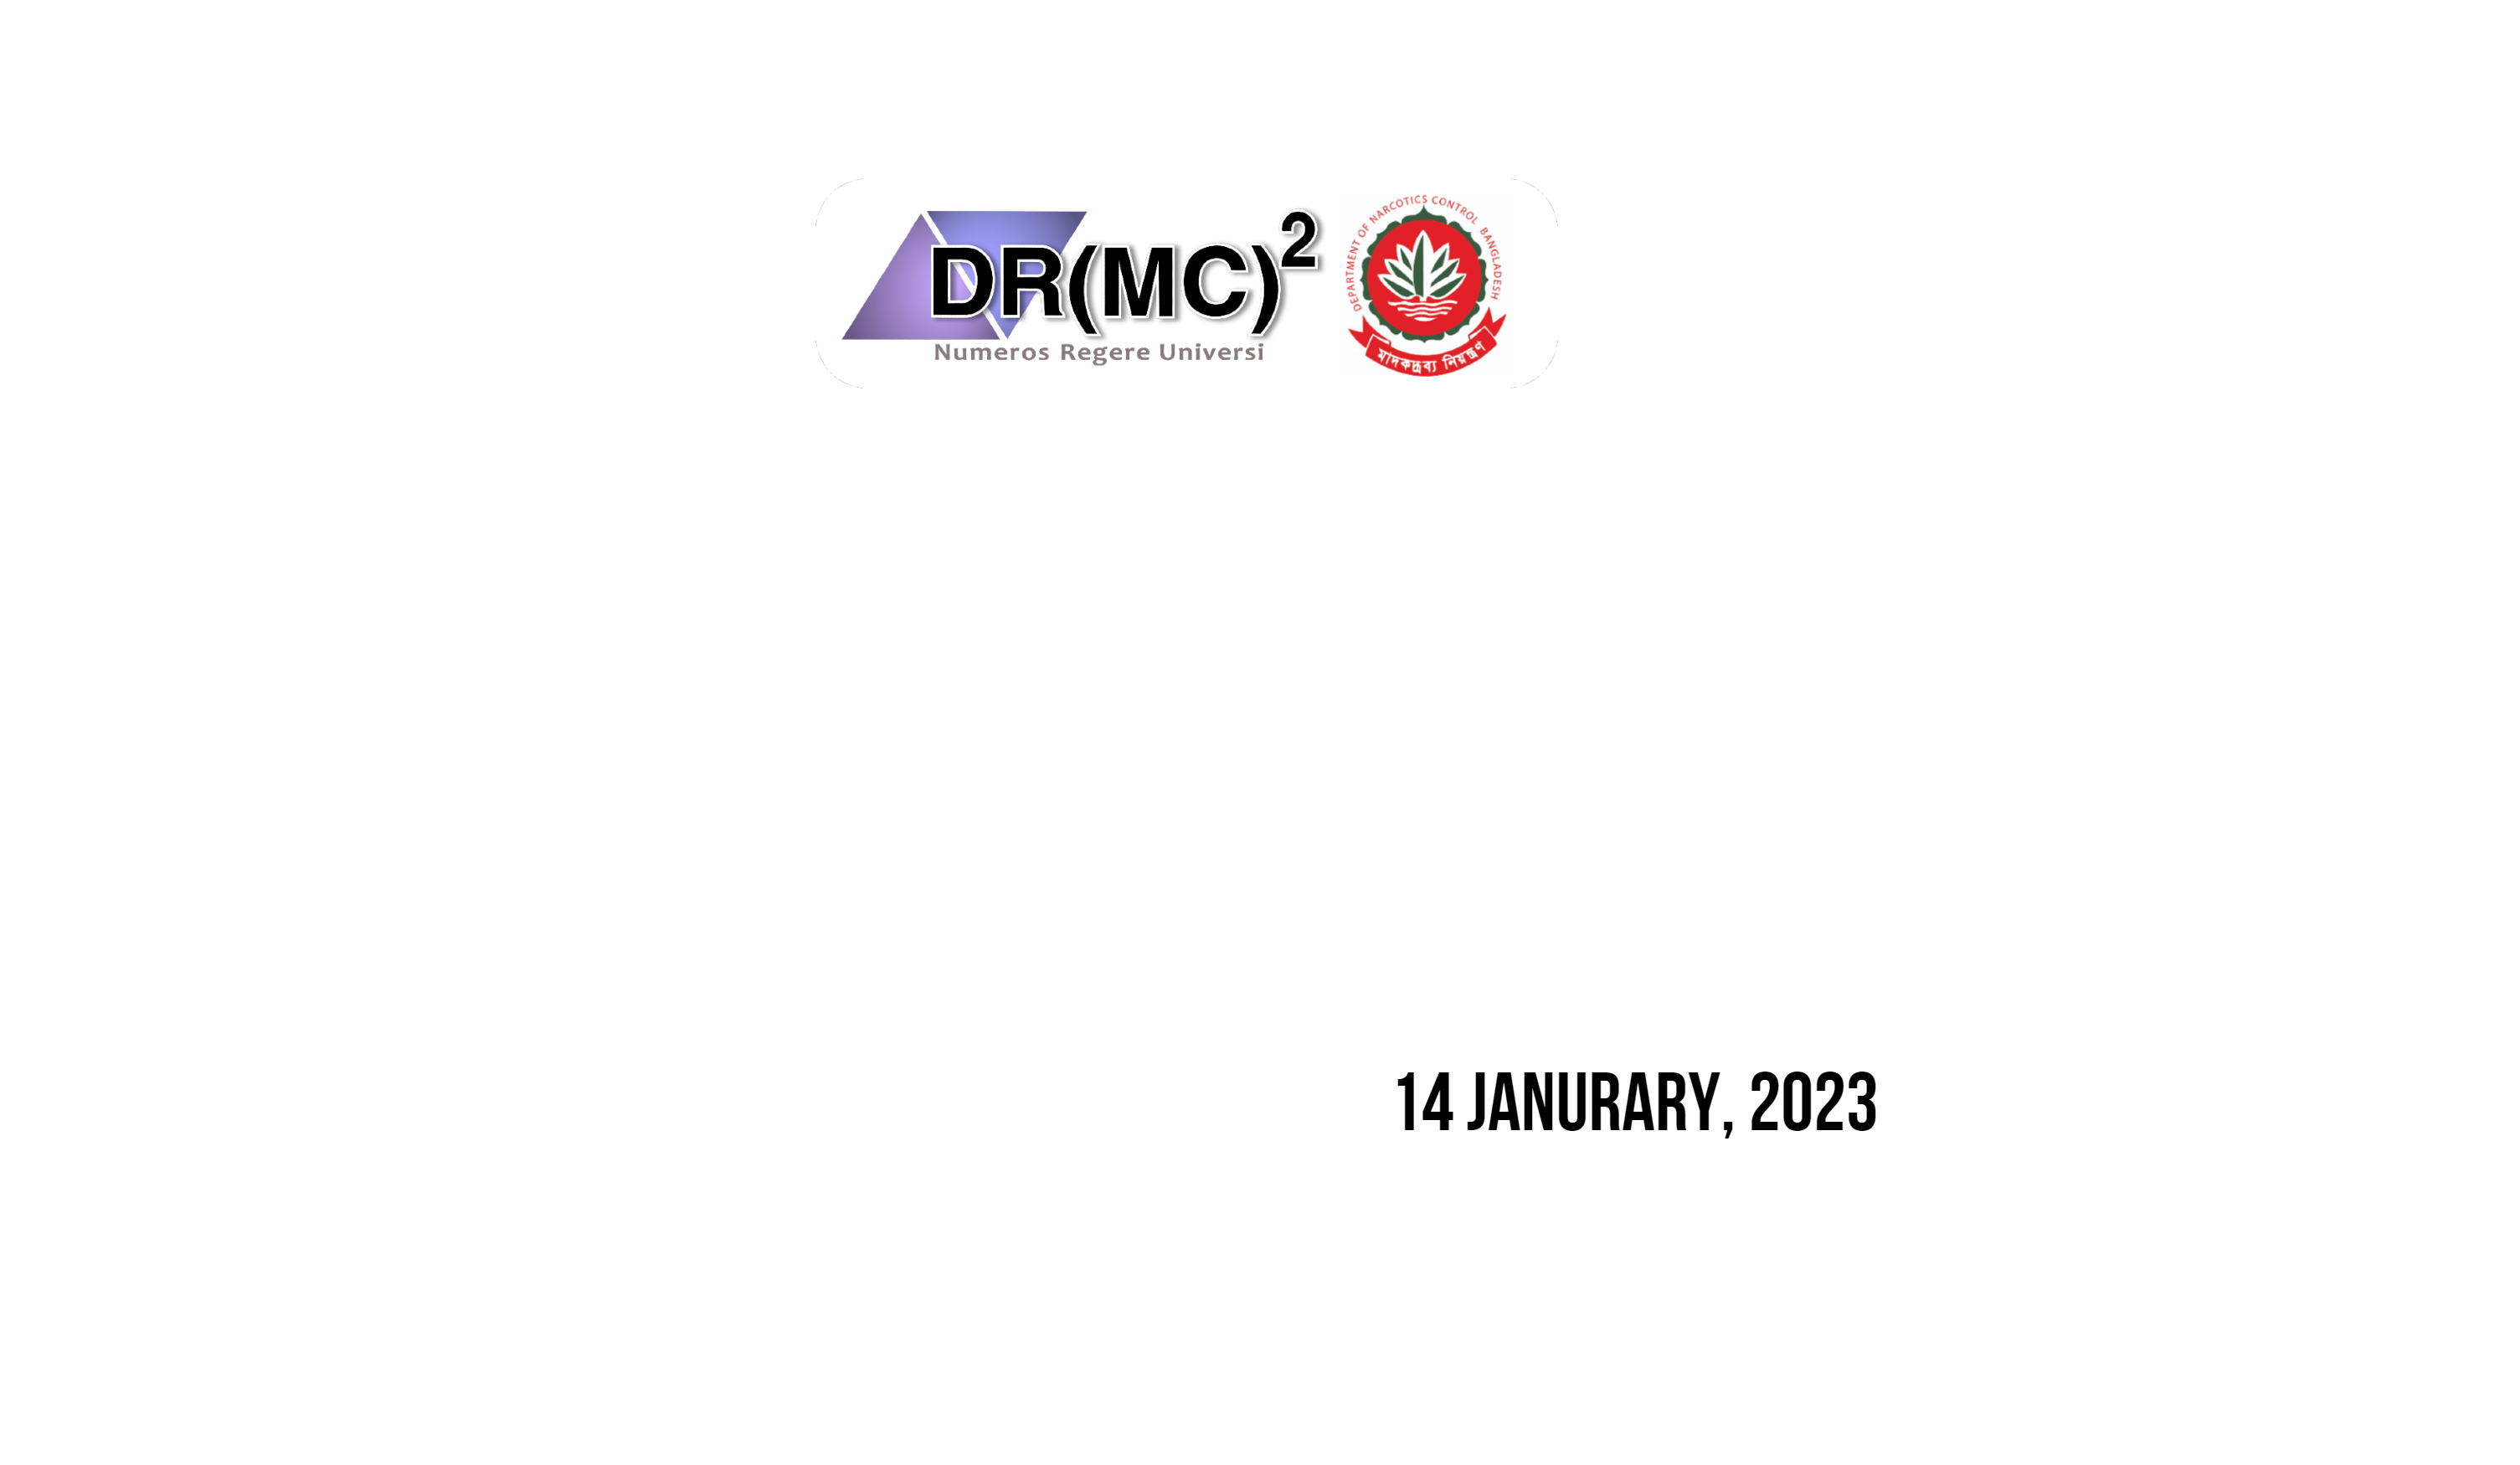 DR(MC)²
Numeros Regere Universi
DEPARTMENT OF NARCOTICS CONTROL BANGLADESH
মাদকদ্রব্য নিয়ন্ত্রণ
14 JANURARY, 2023